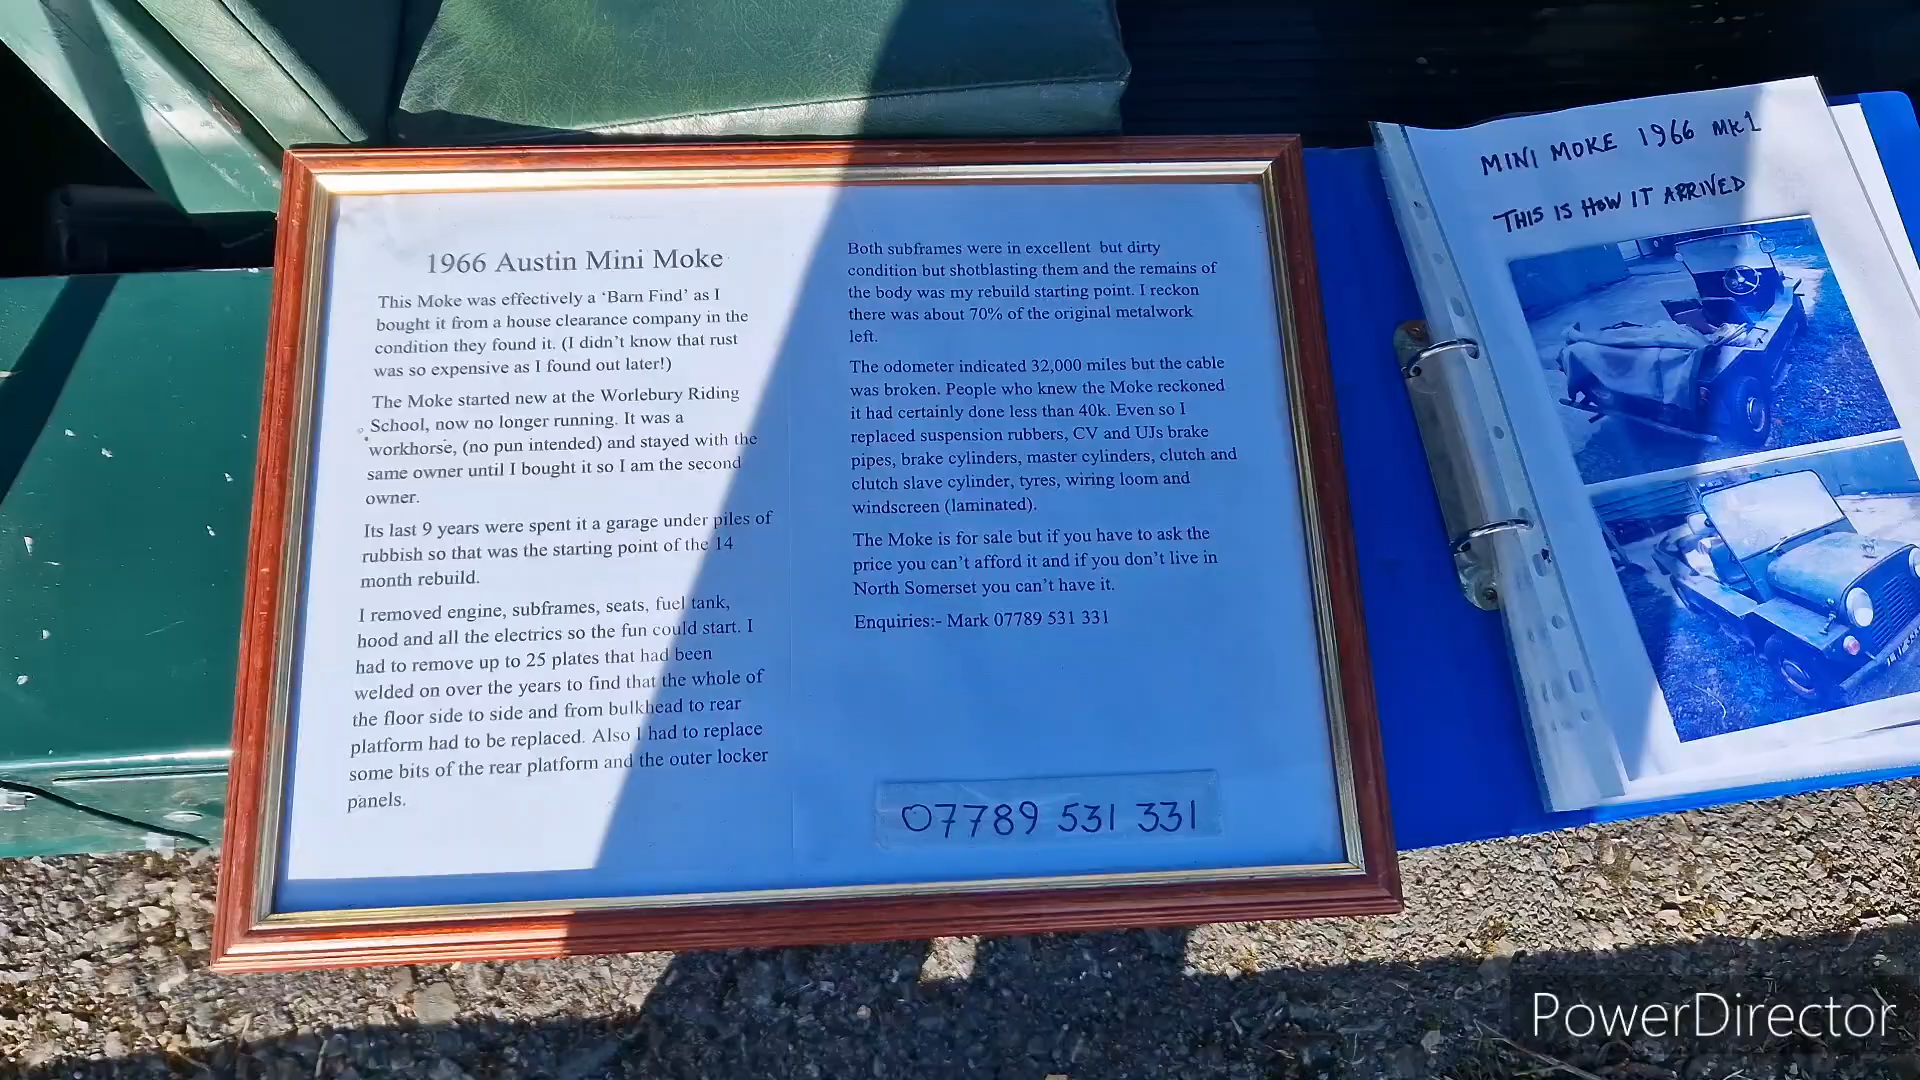 1966 Austin Mini Moke
This Moke was effectively a ‘Barn Find’ as I
bought it from a house clearance company in the
condition they found it. (I didn’t know that rust
was so expensive as I found out later!)
The Moke started new at the Worlebury Riding
School, now no longer running. It was a
workhorse, (no pun intended) and stayed with the
same owner until I bought it so I am the second
owner.
Its last 9 years were spent it a garage under piles of
rubbish so that was the starting point of the 14
month rebuild.
I removed engine, subframes, seats, fuel tank,
hood and all the electrics so the fun could start. I
had to remove up to 25 plates that had been
welded on over the years to find that the whole of
the floor side to side and from bulkhead to rear
platform had to be replaced. Also I had to replace
some bits of the rear platform and the outer locker
panels.
Both subframes were in excellent but dirty
condition but shotblasting them and the remains of
the body was my rebuild starting point. I reckon
there was about 70% of the original metalwork
left.
The odometer indicated 32,000 miles but the cable
was broken. People who knew the Moke reckoned
it had certainly done less than 40k. Even so I
replaced suspension rubbers, CV and UJs brake
pipes, brake cylinders, master cylinders, clutch and
clutch slave cylinder, tyres, wiring loom and
windscreen (laminated).
The Moke is for sale but if you have to ask the
price you can’t afford it and if you don’t live in
North Somerset you can’t have it.
Enquiries:- Mark 07789 531 331
07789 531 331
MINI MOKE 1966 MK1
THIS IS HOW IT ARRIVED
PowerDirector